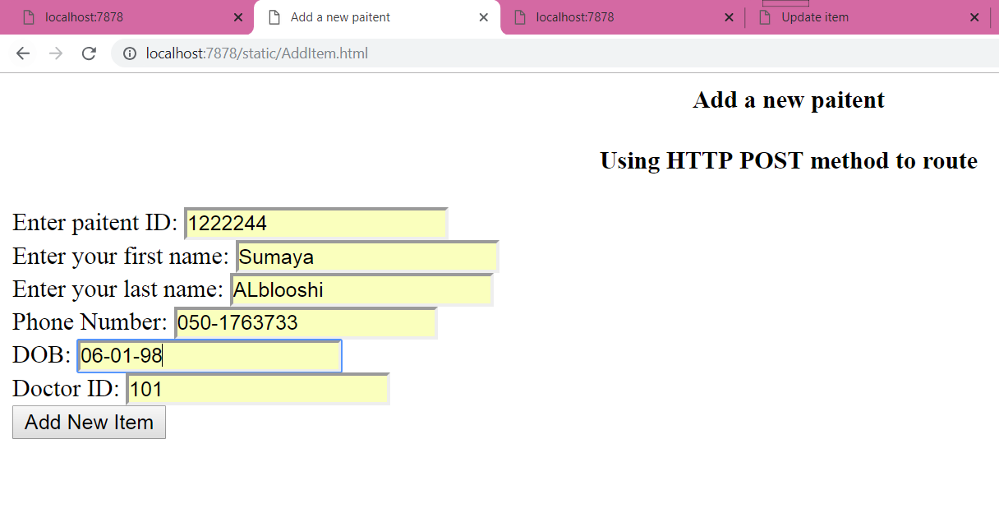 localhost:7878
Add a new paitent
localhost:7878
Update item
localhost:7878/static/AddItem.html
Add a new paitent
Using HTTP POST method to route
Enter paitent ID: 1222244
Enter your first name: Sumaya
Enter your last name: ALblooshi
Phone Number: 050-1763733
DOB: 06-01-98
Doctor ID: 101
Add New Item